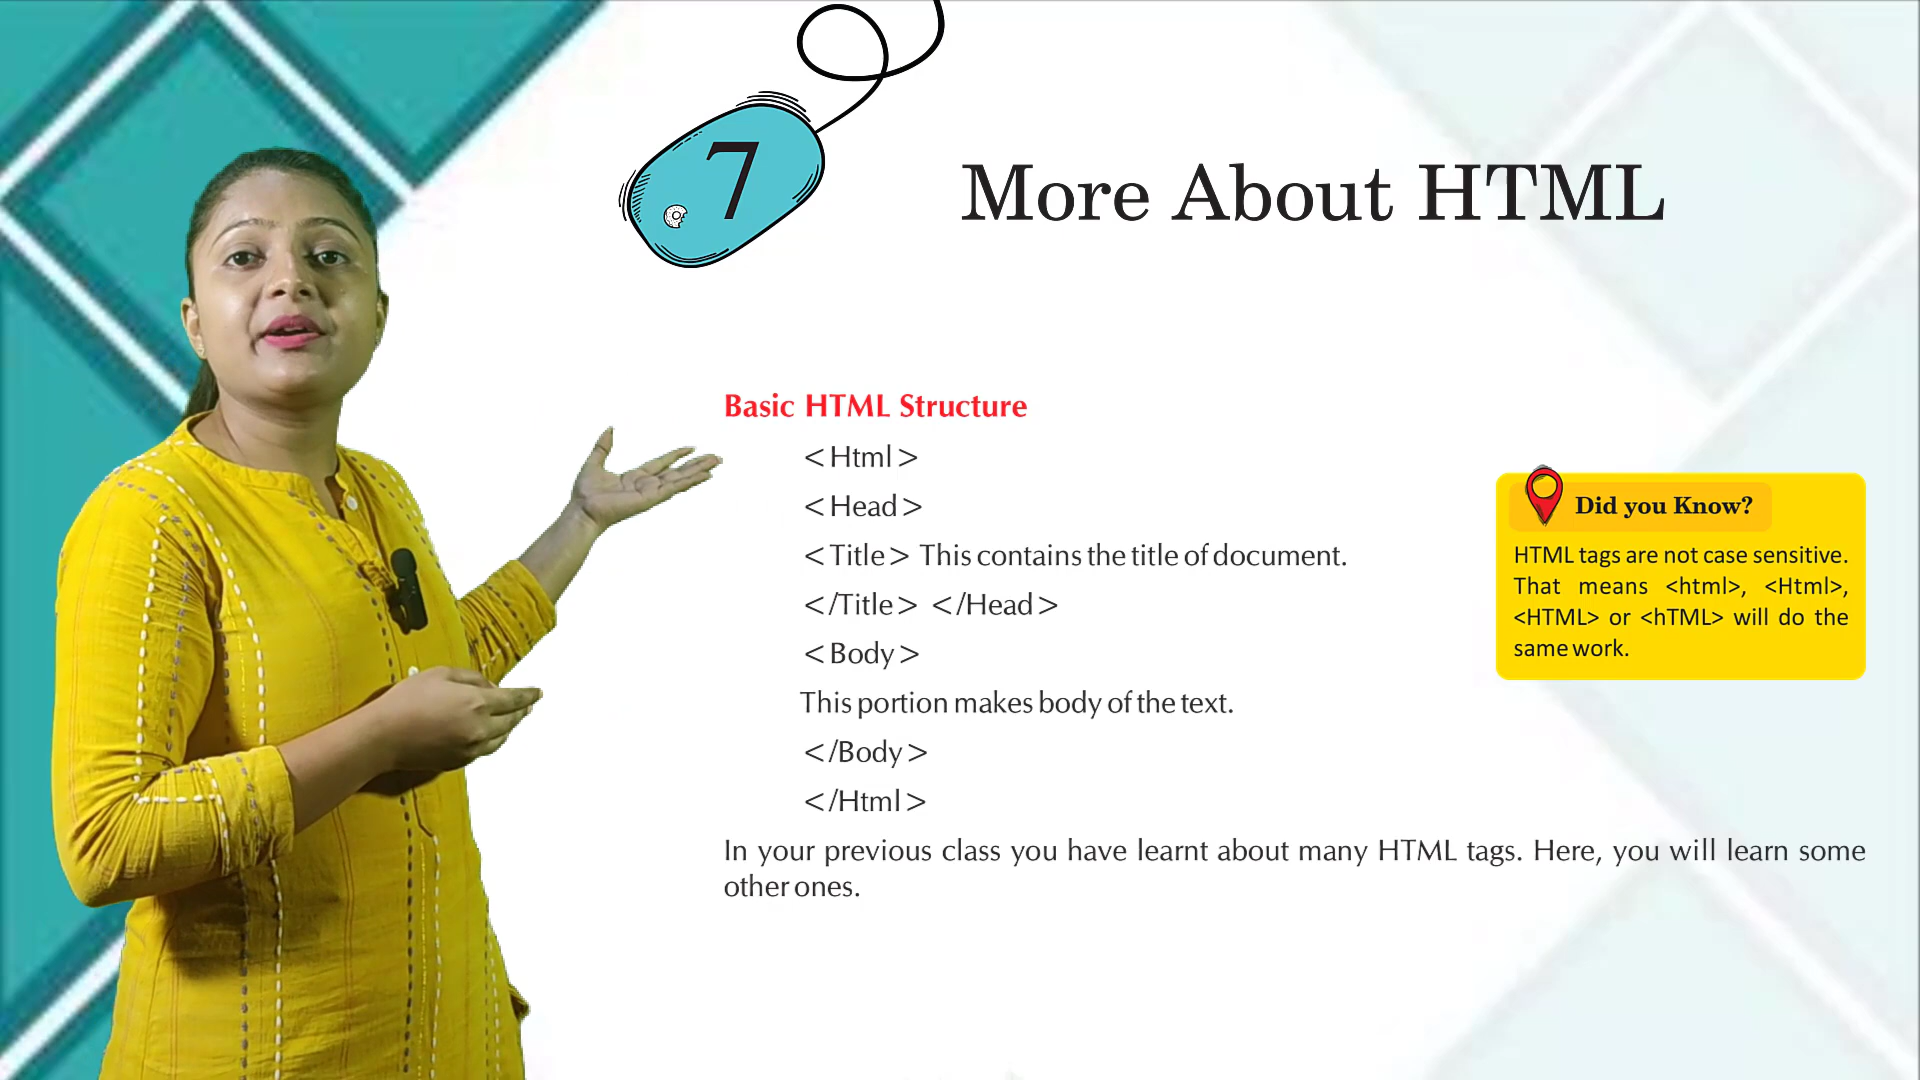 7
More About HTML
Basic HTML Structure
<Html>
<Head>
<Title> This contains the title of document.
</Title> </Head>
<Body>
This portion makes body of the text.
</Body>
</Html>
In your previous class you have learnt about many HTML tags. Here, you will learn some
other ones.
Did you Know?
HTML tags are not case sensitive.
That means <html>, <Html>,
<HTML> or <hTML> will do the
same work.